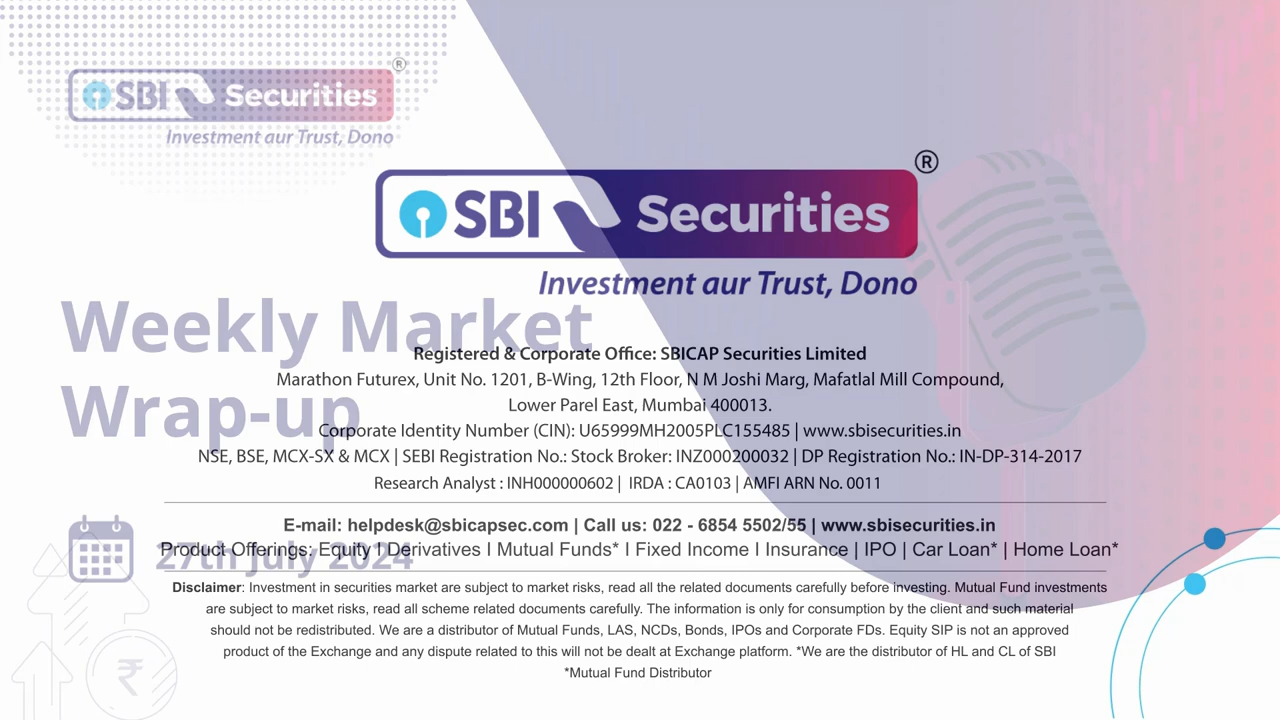 SBI Securities ®
Investment aur Trust, Dono
SBI Securities ®
Investment aur Trust, Dono
Weekly Market
Wrap-up
Registered & Corporate Office: SBICAP Securities Limited
Marathon Futurex, Unit No. 1201, B-Wing, 12th Floor, N M Joshi Marg, Mafatlal Mill Compound,
Lower Parel East, Mumbai 400013.
Corporate Identity Number (CIN): U65999MH2005PLC155485 | www.sbisecurities.in
NSE, BSE, MCX-SX & MCX | SEBI Registration No.: Stock Broker: INZ000200032 | DP Registration No.: IN-DP-314-2017
Research Analyst : INH000000602 | IRDA : CA0103 | AMFI ARN No. 0011
E-mail: helpdesk@sbicapsec.com | Call us: 022 - 6854 5502/55 | www.sbisecurities.in
27th July 2024
Product Offerings: Equity I Derivatives I Mutual Funds* I Fixed Income I Insurance | IPO | Car Loan* | Home Loan*
Disclaimer: Investment in securities market are subject to market risks, read all the related documents carefully before investing. Mutual Fund investments
are subject to market risks, read all scheme related documents carefully. The information is only for consumption by the client and such material
should not be redistributed. We are a distributor of Mutual Funds, LAS, NCDs, Bonds, IPOs and Corporate FDs. Equity SIP is not an approved
product of the Exchange and any dispute related to this will not be dealt at Exchange platform. *We are the distributor of HL and CL of SBI
*Mutual Fund Distributor
₹